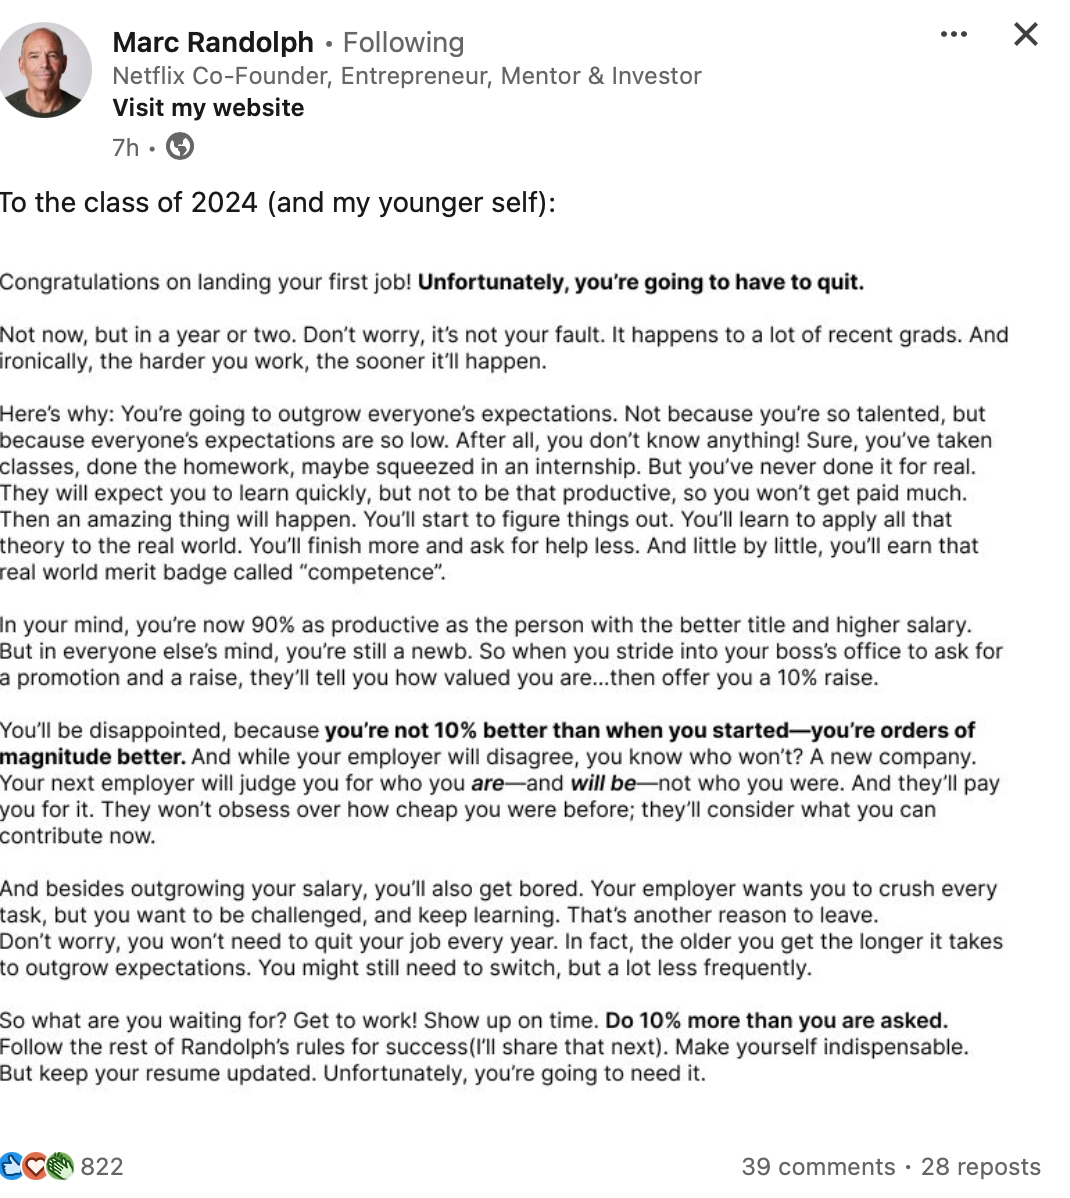 Marc Randolph • Following
Netflix Co-Founder, Entrepreneur, Mentor & Investor
Visit my website
7h •
To the class of 2024 (and my younger self):
Congratulations on landing your first job! Unfortunately, you’re going to have to quit.
Not now, but in a year or two. Don’t worry, it’s not your fault. It happens to a lot of recent grads. And
ironically, the harder you work, the sooner it’ll happen.
Here’s why: You’re going to outgrow everyone’s expectations. Not because you’re so talented, but
because everyone’s expectations are so low. After all, you don’t know anything! Sure, you’ve taken
classes, done the homework, maybe squeezed in an internship. But you’ve never done it for real.
They will expect you to learn quickly, but not to be that productive, so you won’t get paid much.
Then an amazing thing will happen. You’ll start to figure things out. You’ll learn to apply all that
theory to the real world. You’ll finish more and ask for help less. And little by little, you’ll earn that
real world merit badge called “competence”.
In your mind, you’re now 90% as productive as the person with the better title and higher salary.
But in everyone else’s mind, you’re still a newb. So when you stride into your boss’s office to ask for
a promotion and a raise, they’ll tell you how valued you are...then offer you a 10% raise.
You’ll be disappointed, because you’re not 10% better than when you started—you’re orders of
magnitude better. And while your employer will disagree, you know who won’t? A new company.
Your next employer will judge you for who you are—and will be—not who you were. And they’ll pay
you for it. They won’t obsess over how cheap you were before; they’ll consider what you can
contribute now.
And besides outgrowing your salary, you’ll also get bored. Your employer wants you to crush every
task, but you want to be challenged, and keep learning. That’s another reason to leave.
Don’t worry, you won’t need to quit your job every year. In fact, the older you get the longer it takes
to outgrow expectations. You might still need to switch, but a lot less frequently.
So what are you waiting for? Get to work! Show up on time. Do 10% more than you are asked.
Follow the rest of Randolph’s rules for success(I’ll share that next). Make yourself indispensable.
But keep your resume updated. Unfortunately, you’re going to need it.
822
39 comments • 28 reposts